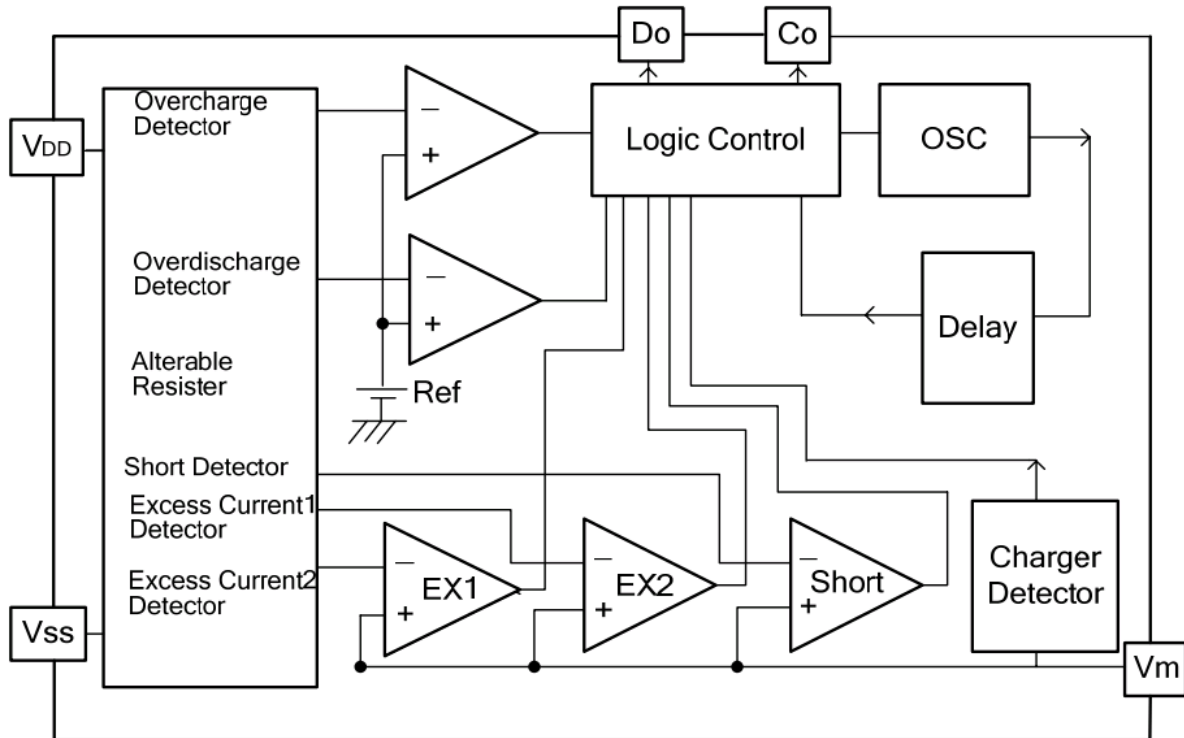 Do
Co
VDD
Overcharge
Detector
−
+
Logic Control
OSC
Overdischarge
Detector
−
+
Delay
Alterable
Resister
Ref
Short Detector
Excess Current1
Detector
Excess Current2
Detector
−
+
EX1
−
+
EX2
−
+
Short
Charger
Detector
Vss
Vm